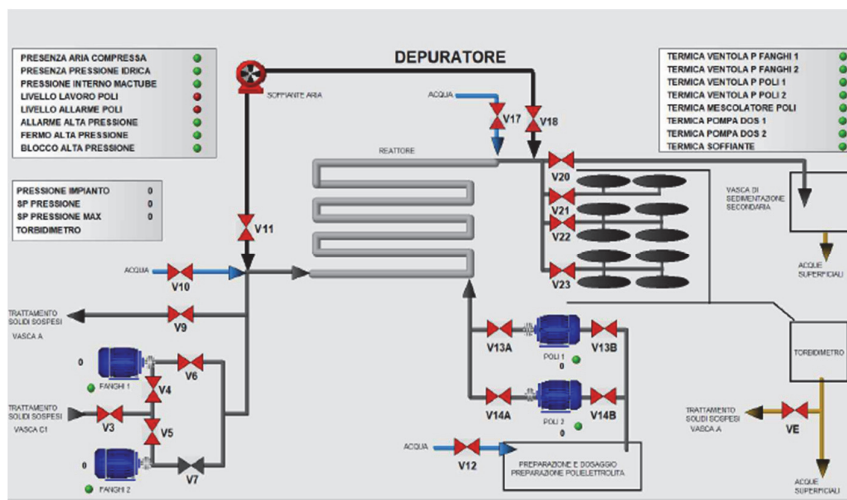 DEPURATORE
PRESENZA ARIA COMPRESSA
PRESENZA PRESSIONE IDRICA
PRESSIONE INTERNO MACTUBE
LIVELLO LAVORO POLI
LIVELLO ALLARME POLI
ALLARME ALTA PRESSIONE
FERMO ALTA PRESSIONE
BLOCCO ALTA PRESSIONE
TERMICA VENTOLA P FANGHI 1
TERMICA VENTOLA P FANGHI 2
TERMICA VENTOLA P POLI 1
TERMICA VENTOLA P POLI 2
TERMICA MESCOLATORE POLI
TERMICA POMPA DOS 1
TERMICA POMPA DOS 2
TERMICA SOFFIANTE
SOFFIANTE ARIA
ACQUA
V17
V18
REATTORE
V20
V21
V22
V23
VASCA DI
SEDIMENTAZIONE
SECONDARIA
ACQUE
SUPERFICIALI
PRESSIONE IMPIANTO 0
SP PRESSIONE 0
SP PRESSIONE MAX 0
TORBIDIMETRO
V11
ACQUA
V10
TRATTAMENTO
SOLIDI SOSPESI
VASCA A
V9
0
FANGHI 1
V6
V4
TRATTAMENTO
SOLIDI SOSPESI
VASCA C1
V3
V5
0
FANGHI 2
V7
V13A
POLI 1
0
V13B
V14A
POLI 2
0
V14B
ACQUA
V12
PREPARAZIONE E DOSAGGIO
PREPARAZIONE POLIELETTROLITA
TORBIDIMETRO
TRATTAMENTO
SOLIDI SOSPESI
VASCA A
VE
ACQUE
SUPERFICIALI